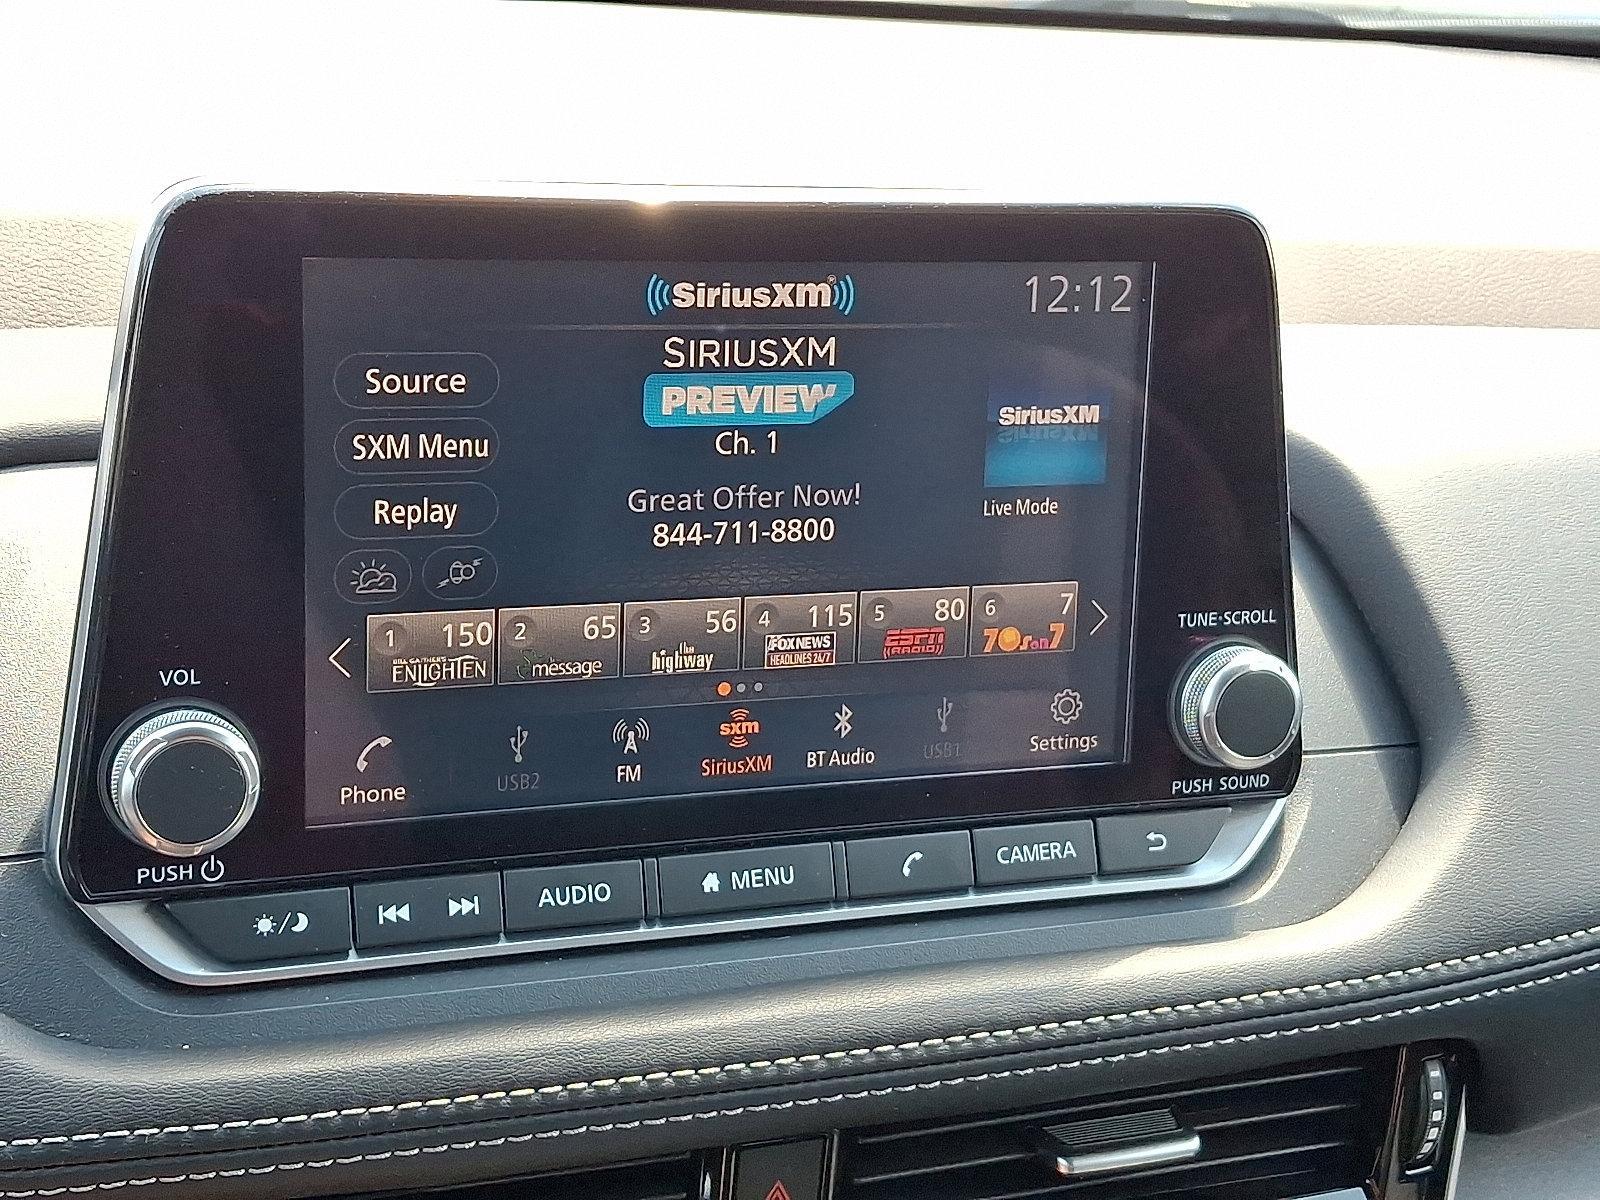 SiriusXM®
12:12
SIRIUSXM
PREVIEW
Ch. 1
Great Offer Now!
844-711-8800
Source
SXM Menu
Replay
SiriusXM
Live Mode
1 150
BILL GAITHER'S
ENLIGHTEN
2 65
message
3 56
the
highway
4 115
FOX NEWS
HEADLINES 24/7
5 80
ESPN
RADIO
6 7
70s on 7
Phone
USB2
FM
sxm
SiriusXM
BT Audio
USB1
Settings
VOL
PUSH
TUNE·SCROLL
PUSH SOUND
AUDIO
MENU
CAMERA